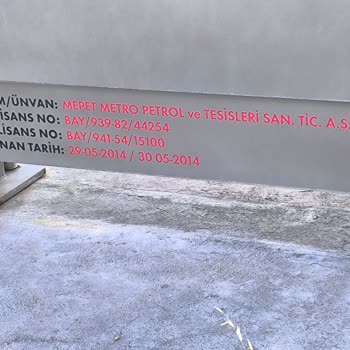 M/ÜNVAN: MEPET METRO PETROL ve TESİSLERİ SAN. TİC. A.Ş
İSANS NO: BAY/939-82/44254
LİSANS NO: BAY/941-54/15100
NAN TARİH: 29-05-2014 / 30 05-2014